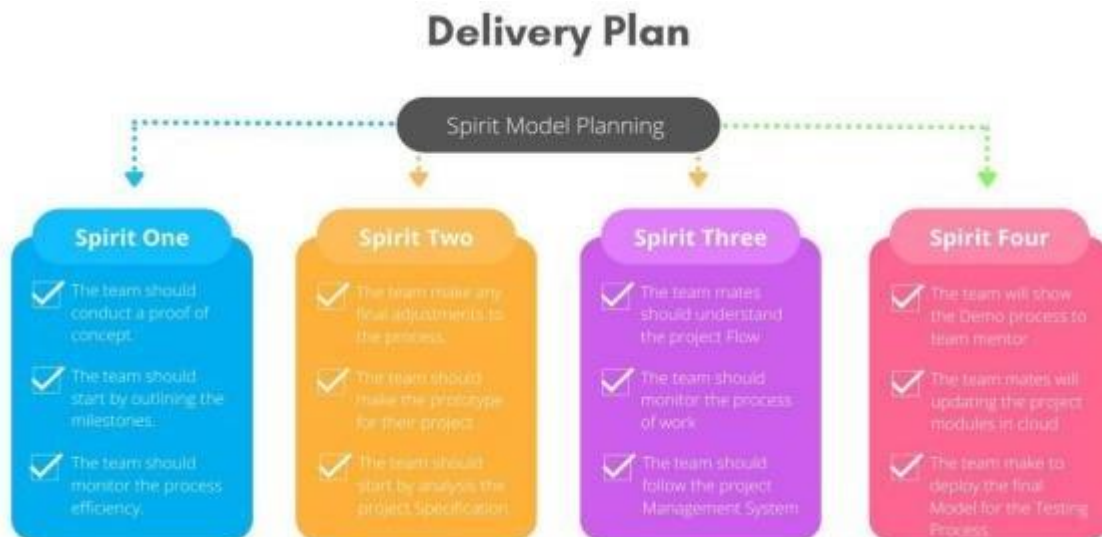 Delivery Plan
Spirit Model Planning
Spirit One
The team should
conduct a proof of
concept.
The team should
start by outlining the
milestories.
The team should
monitor the process
efficiency.
Spirit Two
The team make any
final adjustments to
the process.
The team should
make the prototype
for their project
The team should
start by analysis the
project Specification
Spirit Three
The team mates
should understand
the project Flow
The team should
monitor the process
of work
The team should
follow the project
Management System
Spirit Four
The team will show
the Demo process to
team mentor
The team mates will
updating the project
modules in cloud
The team make to
deploy the final
Model for the Testing
Process